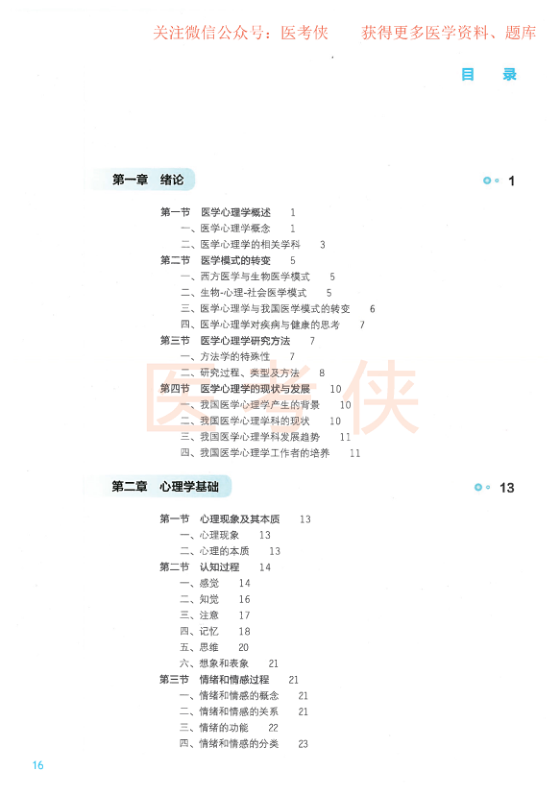 关注微信公众号：医考侠 获得更多医学资料、题库
目 录
第一章 绪论 1
第一节 医学心理学概述 1
一、医学心理学概念 1
二、医学心理学的相关学科 3
第二节 医学模式的转变 5
一、西方医学与生物医学模式 5
二、生物-心理-社会医学模式 5
三、医学心理学与我国医学模式的转变 6
四、医学心理学对疾病与健康的思考 7
第三节 医学心理学研究方法 7
一、方法学的特殊性 7
二、研究过程、类型及方法 8
第四节 医学心理学的现状与发展 10
一、我国医学心理学产生的背景 10
二、我国医学心理学科的现状 10
三、我国医学心理学科发展趋势 11
四、我国医学心理学工作者的培养 11
医考侠
第二章 心理学基础 13
第一节 心理现象及其本质 13
一、心理现象 13
二、心理的本质 13
第二节 认知过程 14
一、感觉 14
二、知觉 16
三、注意 17
四、记忆 18
五、思维 20
六、想象和表象 21
第三节 情绪和情感过程 21
一、情绪和情感的概念 21
二、情绪和情感的关系 21
三、情绪的功能 22
四、情绪和情感的分类 23
16